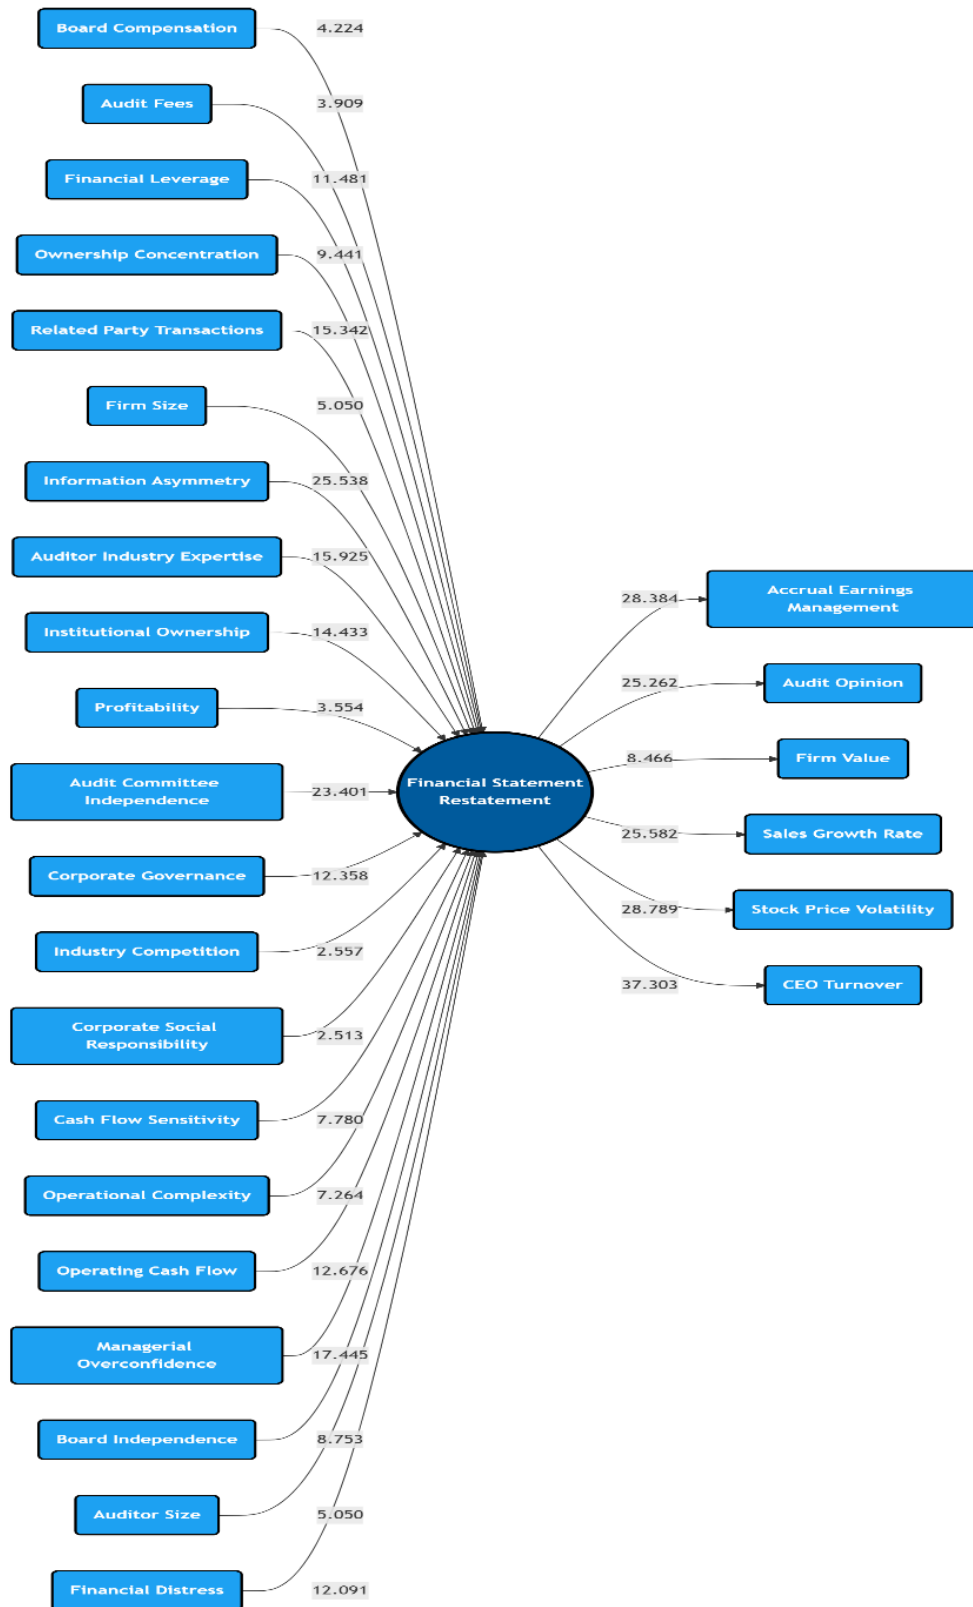 Board Compensation
4.224
Audit Fees
3.909
Financial Leverage
11.481
Ownership Concentration
9.441
Related Party Transactions
15.342
Firm Size
5.050
Information Asymmetry
25.538
Auditor Industry Expertise
15.925
Institutional Ownership
14.433
Profitability
3.554
Audit Committee
Independence
23.401
Corporate Governance
12.358
Industry Competition
2.557
Corporate Social
Responsibility
2.513
Cash Flow Sensitivity
7.780
Operational Complexity
7.264
Operating Cash Flow
12.676
Managerial
Overconfidence
17.445
Board Independence
8.753
Auditor Size
5.050
Financial Distress
12.091
Financial Statement
Restatement
28.384
Accrual Earnings
Management
25.262
Audit Opinion
8.466
Firm Value
25.582
Sales Growth Rate
28.789
Stock Price Volatility
37.303
CEO Turnover